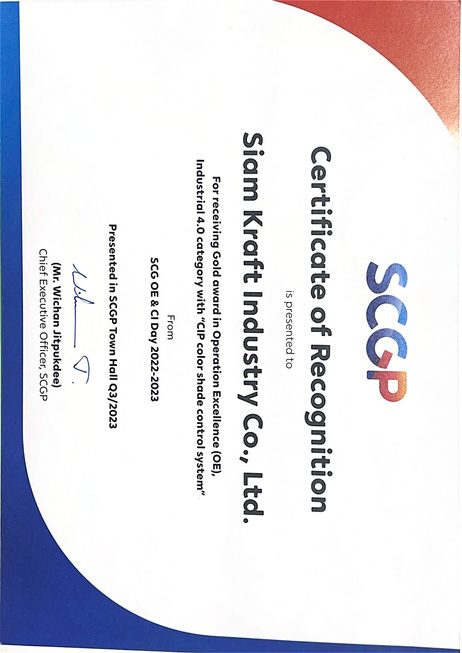 SCGP
Certificate of Recognition
is presented to
Siam Kraft Industry Co., Ltd.
For receiving Gold award in Operation Excellence (OE),
Industrial 4.0 category with "CIP color shade control system"
From
SCG OE & CI Day 2022-2023
Presented in SCGP Town Hall Q3/2023
(Mr. Wichan Jitpukdee)
Chief Executive Officer, SCGP